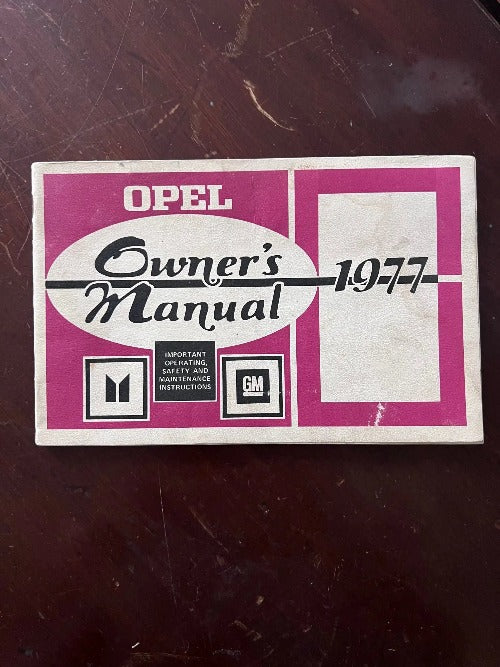 OPEL
Owner's
Manual
1977
IMPORTANT
OPERATING,
SAFETY AND
MAINTENANCE
INSTRUCTIONS
GM